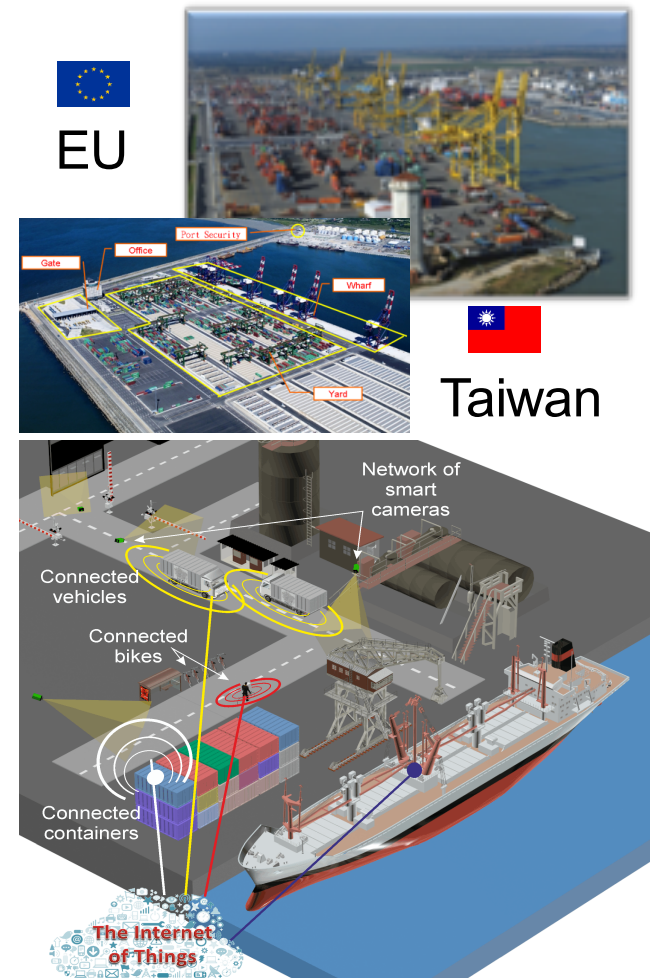 EU
Port Security
Office
Gate
Wharf
Yard
Taiwan
Network of
smart
cameras
Connected
vehicles
Connected
bikes
Connected
containers
The Internet
of Things